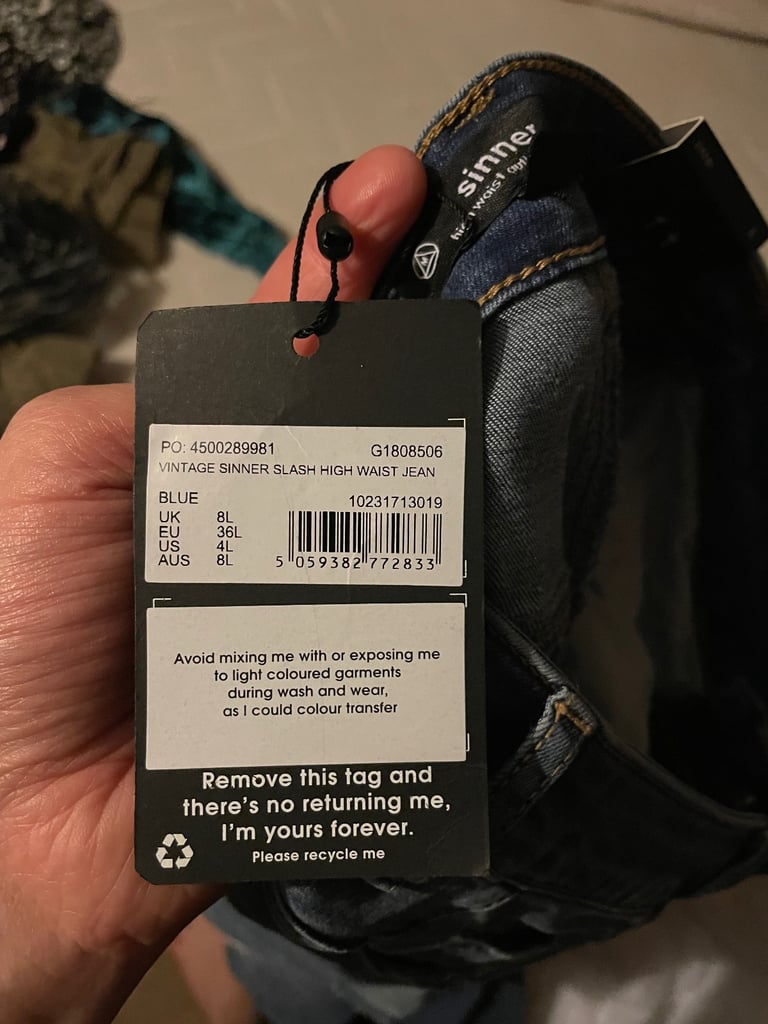 sinner
high waist
PO: 4500289981 G1808506
VINTAGE SINNER SLASH HIGH WAIST JEAN
BLUE 10231713019
UK 8L
EU 36L
US 4L
AUS 8L
5 059382 772833
Avoid mixing me with or exposing me
to light coloured garments
during wash and wear,
as I could colour transfer
Remove this tag and
there's no returning me,
I'm yours forever.
Please recycle me